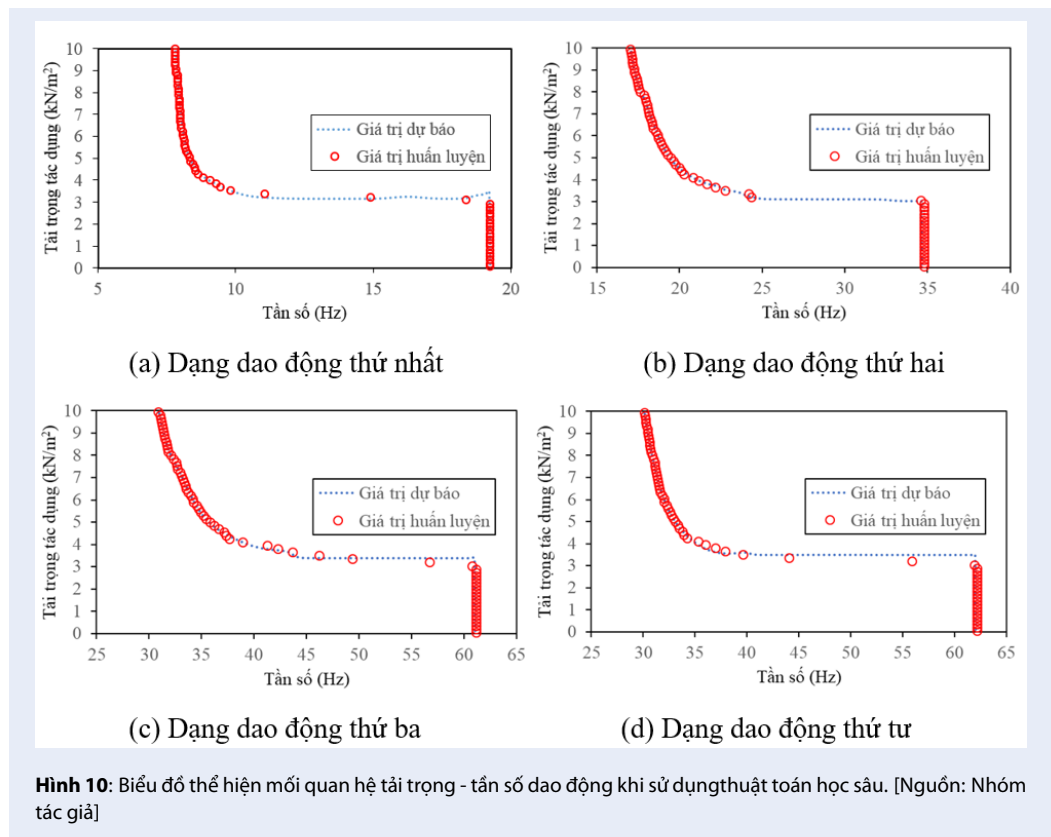 10
9
8
7
6
5
4
3
2
1
0
Tải trọng tác dụng (kN/m²)
Giá trị dự báo
Giá trị huấn luyện
5 10 15 20
Tần số (Hz)
(a) Dạng dao động thứ nhất
10
9
8
7
6
5
4
3
2
1
0
Tải trọng tác dụng (kN/m²)
Giá trị dự báo
Giá trị huấn luyện
15 20 25 30 35 40
Tần số (Hz)
(b) Dạng dao động thứ hai
10
9
8
7
6
5
4
3
2
1
0
Tải trọng tác dụng (kN/m²)
Giá trị dự báo
Giá trị huấn luyện
25 30 35 40 45 50 55 60 65
Tần số (Hz)
(c) Dạng dao động thứ ba
10
9
8
7
6
5
4
3
2
1
0
Tải trọng tác dụng (kN/m²)
Giá trị dự báo
Giá trị huấn luyện
25 30 35 40 45 50 55 60 65
Tần số (Hz)
(d) Dạng dao động thứ tư
Hình 10: Biểu đồ thể hiện mối quan hệ tải trọng - tần số dao động khi sử dụngthuật toán học sâu. [Nguồn: Nhóm
tác giả]